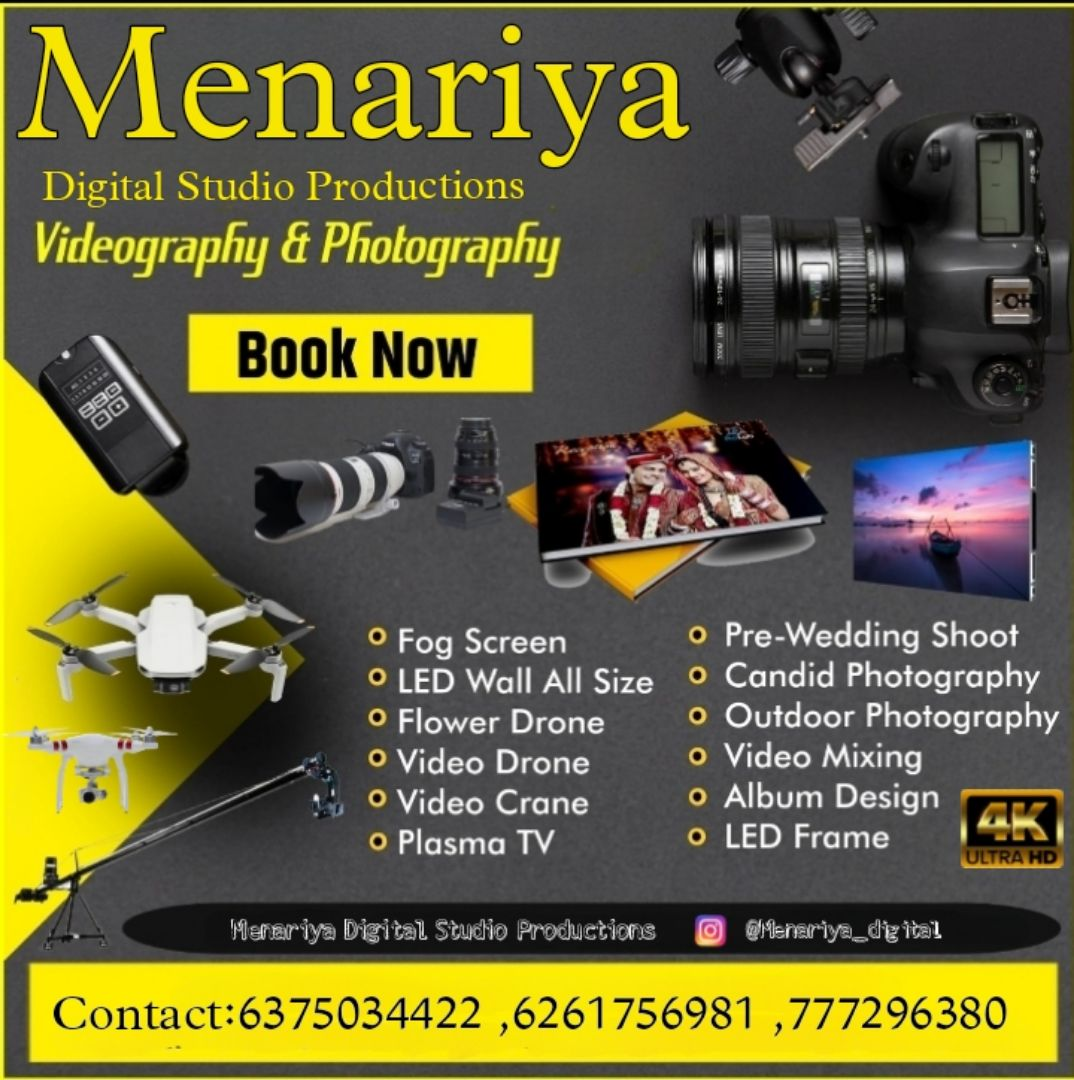 Menariya
Digital Studio Productions
Videography & Photography
Book Now
Fog Screen
LED Wall All Size
Flower Drone
Video Drone
Video Crane
Plasma TV
Pre-Wedding Shoot
Candid Photography
Outdoor Photography
Video Mixing
Album Design
LED Frame
4K
ULTRA HD
Menariya Digital Studio Productions @Menariya_digital
Contact:6375034422 ,6261756981 ,777296380